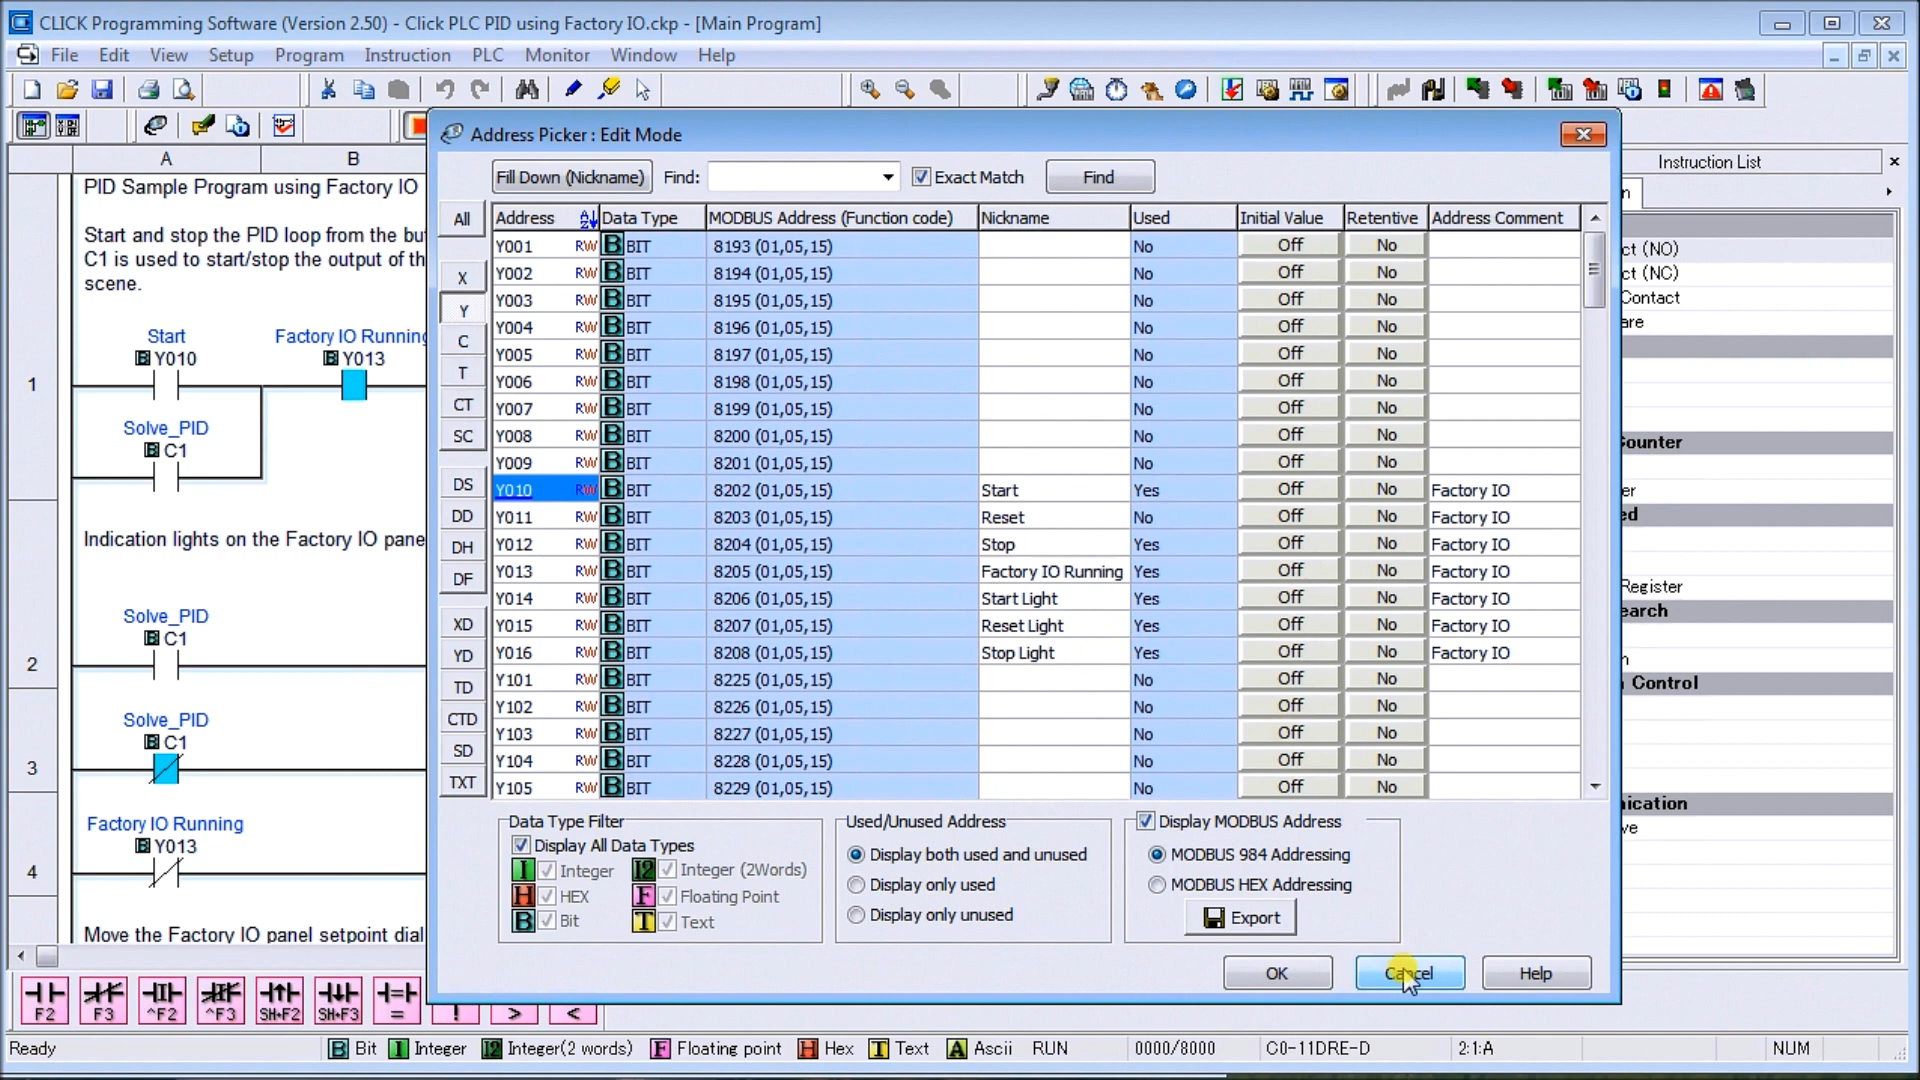 CLICK Programming Software (Version 2.50) - Click PLC PID using Factory IO.ckp - [Main Program]
File Edit View Setup Program Instruction PLC Monitor Window Help
Address Picker : Edit Mode
Fill Down (Nickname) Find: Exact Match Find
All
X
Y
C
T
CT
SC
DS
DD
DH
DF
XD
YD
TD
CTD
SD
TXT
Address Data Type MODBUS Address (Function code) Nickname Used Initial Value Retentive Address Comment
Y001 RW B BIT 8193 (01,05,15) No Off No
Y002 RW B BIT 8194 (01,05,15) No Off No
Y003 RW B BIT 8195 (01,05,15) No Off No
Y004 RW B BIT 8196 (01,05,15) No Off No
Y005 RW B BIT 8197 (01,05,15) No Off No
Y006 RW B BIT 8198 (01,05,15) No Off No
Y007 RW B BIT 8199 (01,05,15) No Off No
Y008 RW B BIT 8200 (01,05,15) No Off No
Y009 RW B BIT 8201 (01,05,15) No Off No
Y010 RW B BIT 8202 (01,05,15) Start Yes Off No Factory IO
Y011 RW B BIT 8203 (01,05,15) Reset No Off No Factory IO
Y012 RW B BIT 8204 (01,05,15) Stop Yes Off No Factory IO
Y013 RW B BIT 8205 (01,05,15) Factory IO Running Yes Off No Factory IO
Y014 RW B BIT 8206 (01,05,15) Start Light Yes Off No Factory IO
Y015 RW B BIT 8207 (01,05,15) Reset Light Yes Off No Factory IO
Y016 RW B BIT 8208 (01,05,15) Stop Light Yes Off No Factory IO
Y101 RW B BIT 8225 (01,05,15) No Off No
Y102 RW B BIT 8226 (01,05,15) No Off No
Y103 RW B BIT 8227 (01,05,15) No Off No
Y104 RW B BIT 8228 (01,05,15) No Off No
Y105 RW B BIT 8229 (01,05,15) No Off No
Data Type Filter
Display All Data Types
I Integer I2 Integer (2Words)
H HEX F Floating Point
B Bit T Text
Used/Unused Address
Display both used and unused
Display only used
Display only unused
Display MODBUS Address
MODBUS 984 Addressing
MODBUS HEX Addressing
Export
OK Cancel Help
A B
PID Sample Program using Factory IO
Start and stop the PID loop from the bu
C1 is used to start/stop the output of th
scene.
Start Factory IO Running
B Y010 B Y013
1
Solve_PID
B C1
Indication lights on the Factory IO pane
Solve_PID
B C1
2
Solve_PID
B C1
3
Factory IO Running
B Y013
4
Move the Factory IO panel setpoint dial
Instruction List
n
ct (NO)
ct (NC)
Contact
are
Counter
er
ed
Register
earch
n
Control
nication
ve
F2 F3 ^F2 ^F3 SH+F2 SH+F3 = ! > <
Ready B Bit I Integer I2 Integer(2 words) F Floating point H Hex T Text A Ascii RUN 0000/8000 C0-11DRE-D 2:1:A NUM